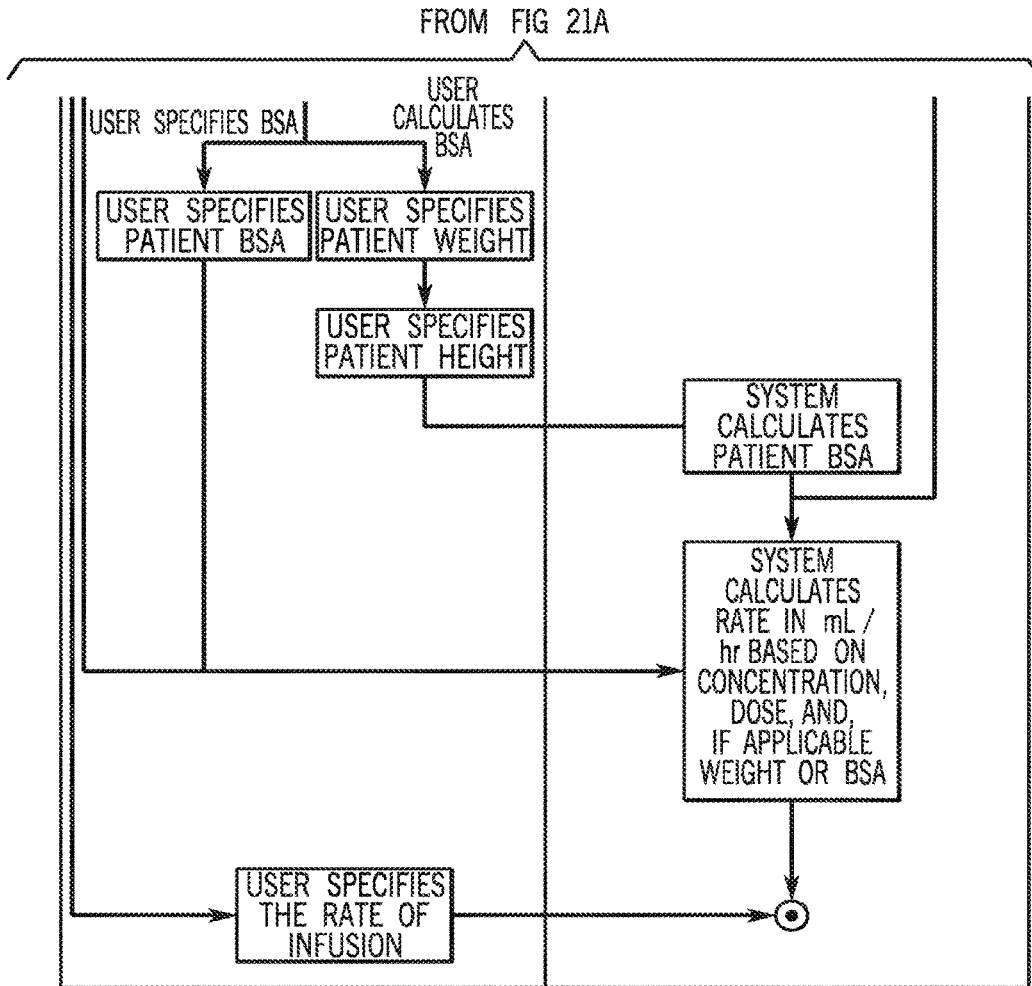 FROM FIG 21A
USER SPECIFIES BSA
USER
CALCULATES
BSA
USER SPECIFIES
PATIENT BSA
USER SPECIFIES
PATIENT WEIGHT
USER SPECIFIES
PATIENT HEIGHT
SYSTEM
CALCULATES
PATIENT BSA
SYSTEM
CALCULATES
RATE IN mL /
hr BASED ON
CONCENTRATION,
DOSE, AND,
IF APPLICABLE
WEIGHT OR BSA
USER SPECIFIES
THE RATE OF
INFUSION